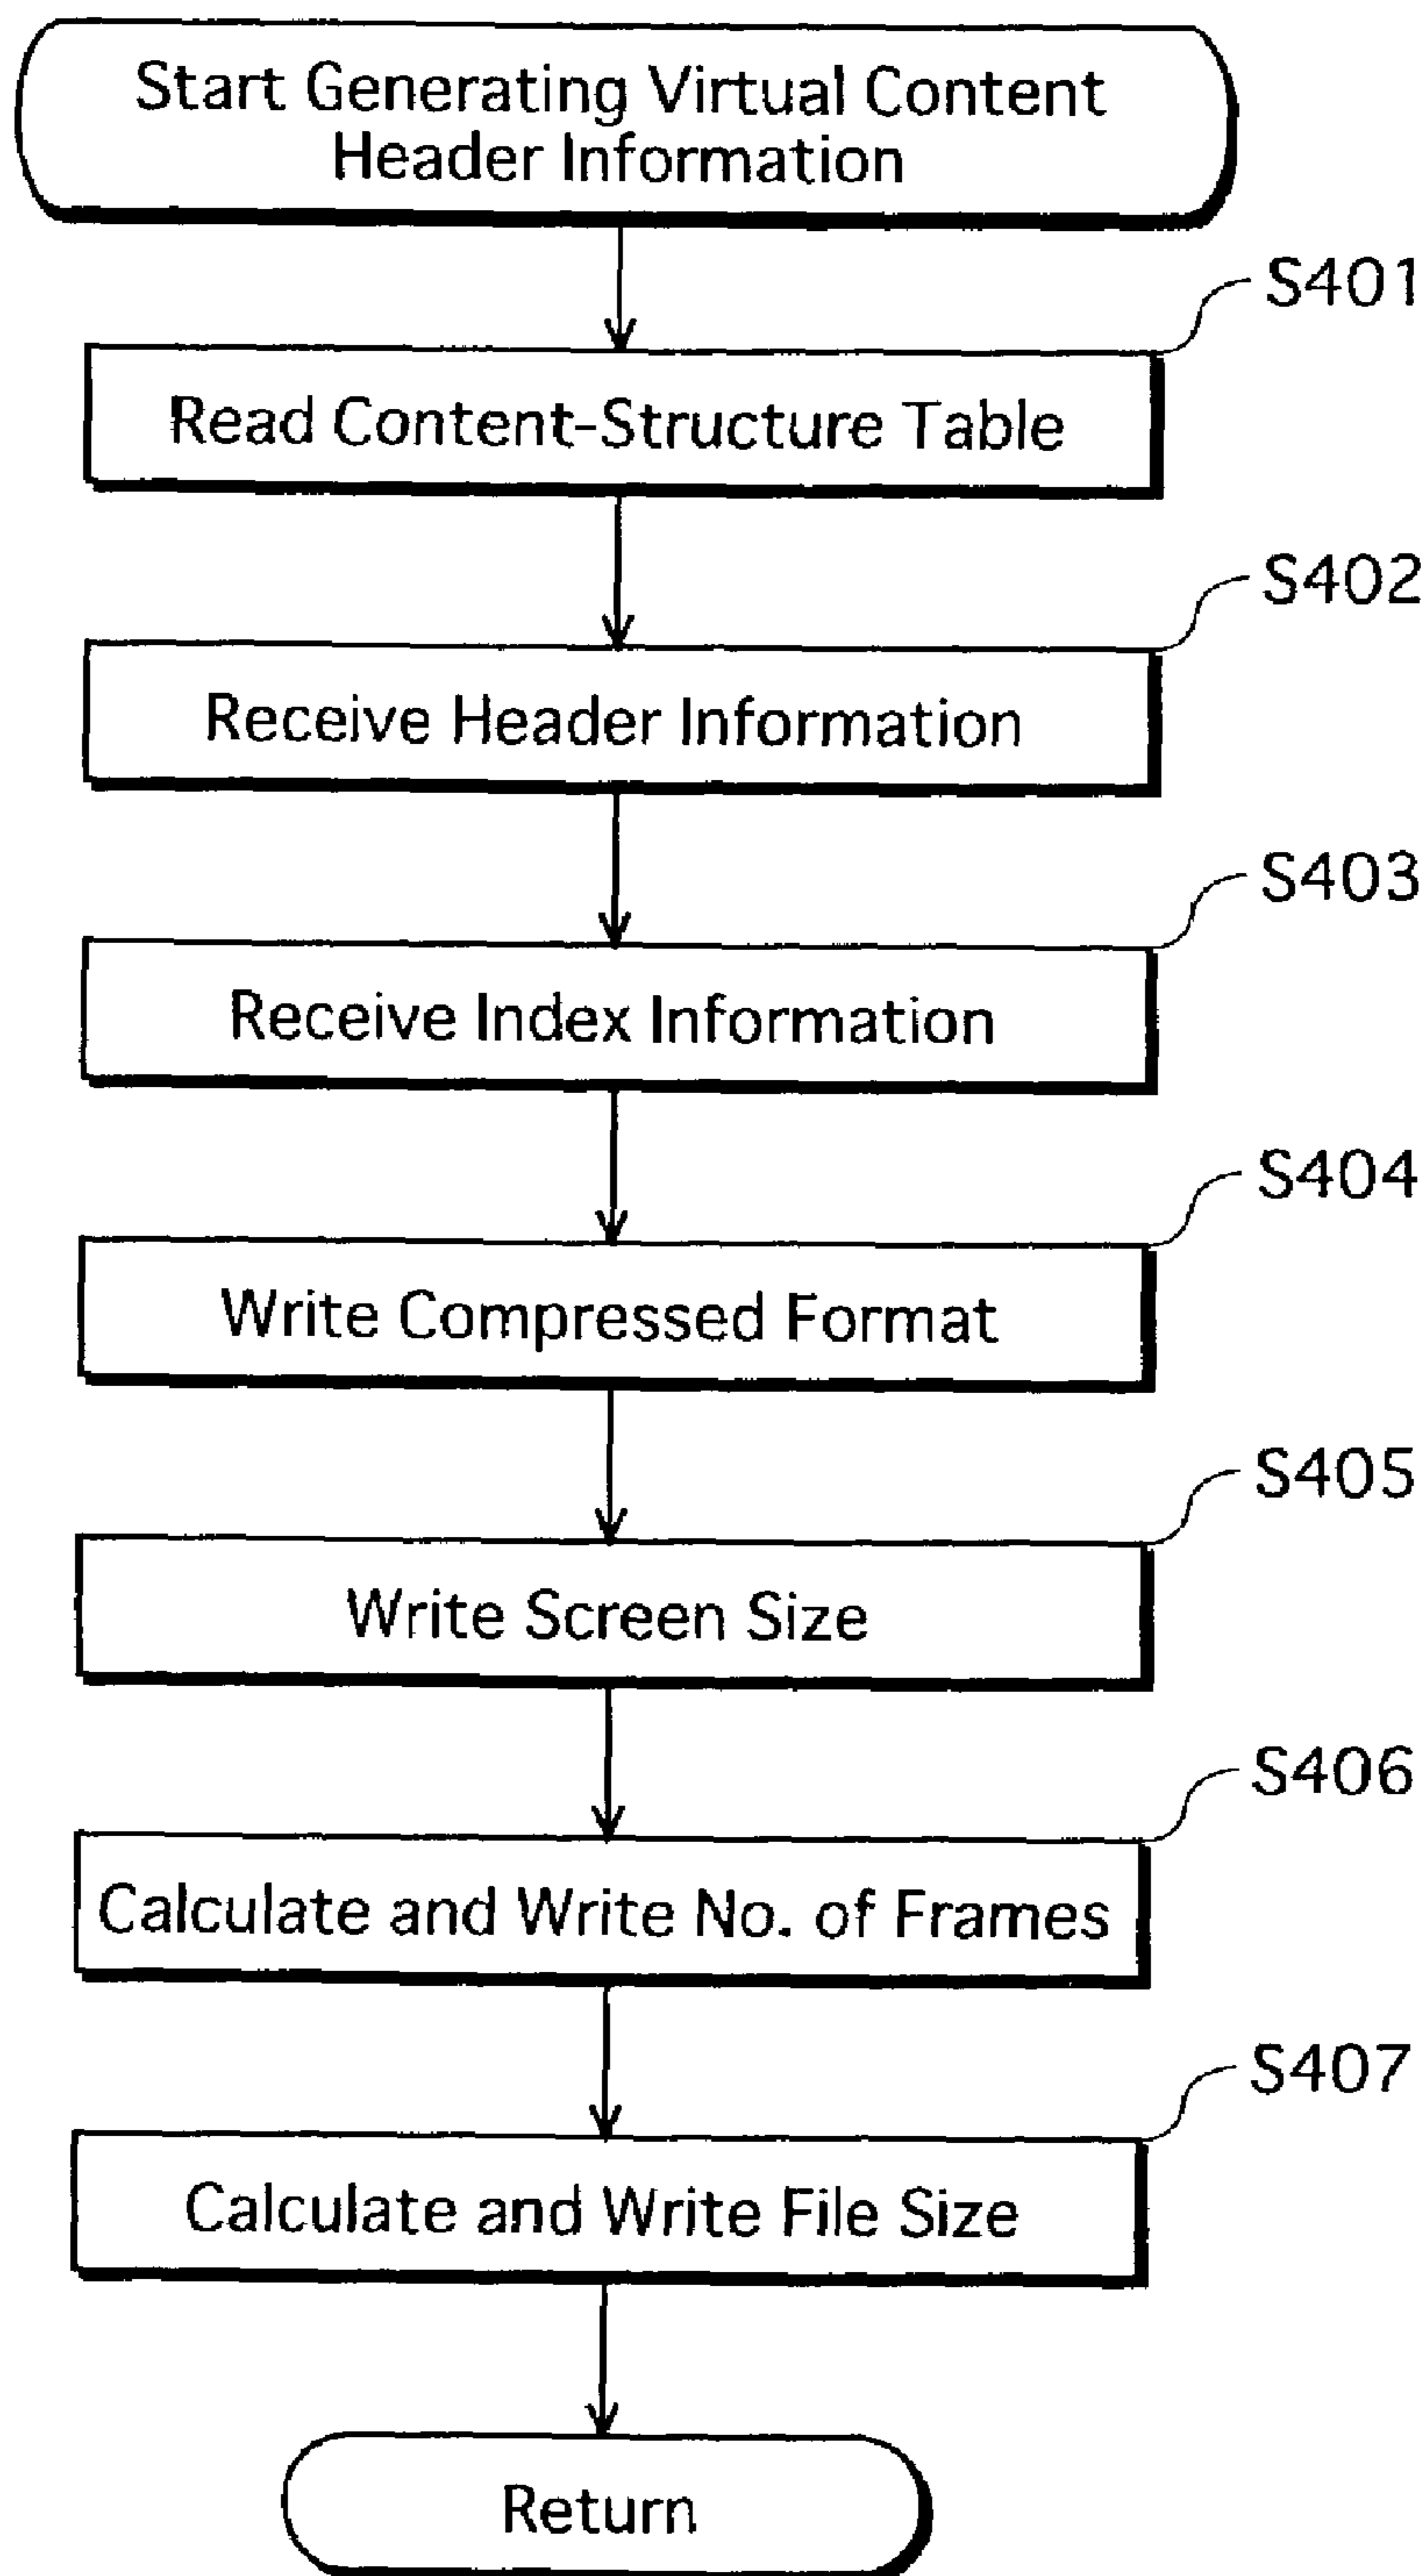 Start Generating Virtual Content
Header Information
S401
Read Content-Structure Table
S402
Receive Header Information
S403
Receive Index Information
S404
Write Compressed Format
S405
Write Screen Size
S406
Calculate and Write No. of Frames
S407
Calculate and Write File Size
Return